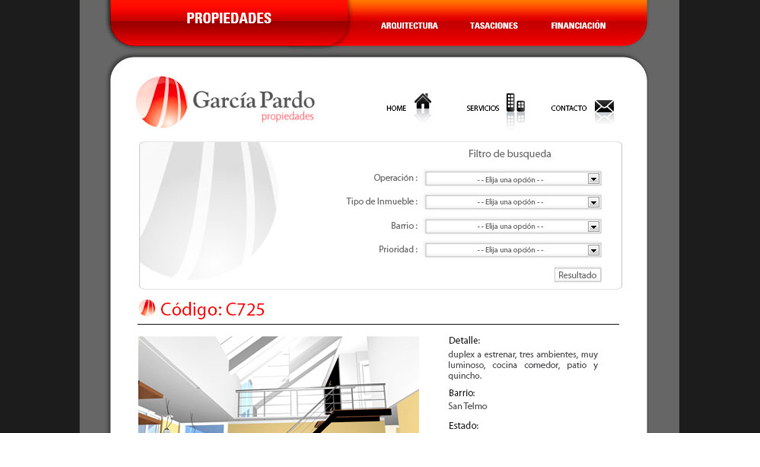 PROPIEDADES
ARQUITECTURA
TASACIONES
FINANCIACIÓN
García Pardo
propiedades
HOME
SERVICIOS
CONTACTO
Filtro de busqueda
Operación :
- - Elija una opción - -
Tipo de Inmueble :
- - Elija una opción - -
Barrio :
- - Elija una opción - -
Prioridad :
- - Elija una opción - -
Resultado
Código: C725
Detalle:
duplex a estrenar, tres ambientes, muy
luminoso, cocina comedor, patio y
quincho.
Barrio:
San Telmo
Estado: